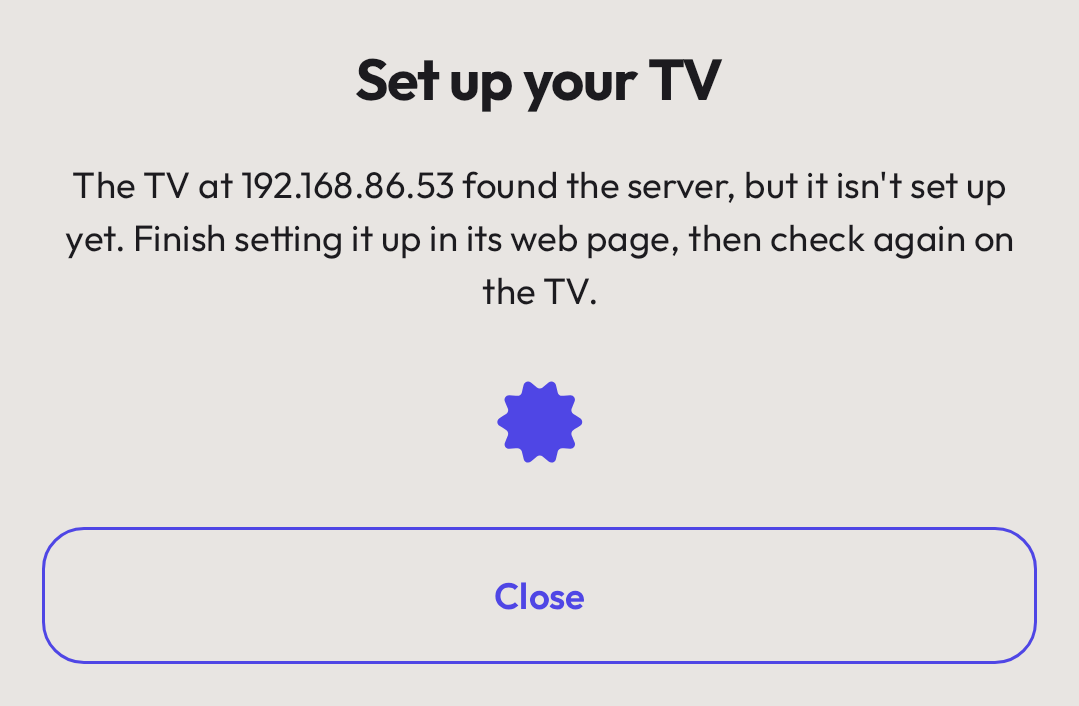 Set up your TV
The TV at 192.168.86.53 found the server, but it isn't set up
yet. Finish setting it up in its web page, then check again on
the TV.
Close